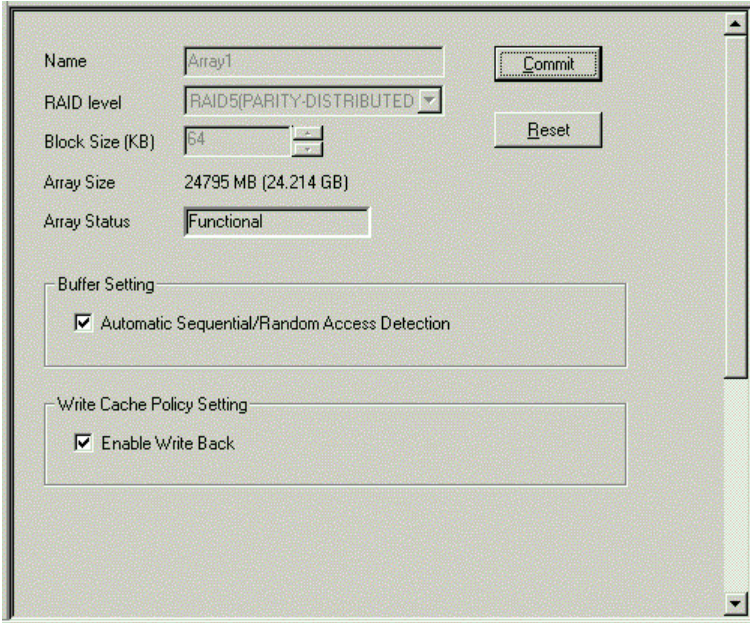 Name Array1 Commit
RAID level RAID5(PARITY-DISTRIBUTED
Block Size (KB) 64 Reset
Array Size 24795 MB (24.214 GB)
Array Status Functional
Buffer Setting
Automatic Sequential/Random Access Detection
Write Cache Policy Setting
Enable Write Back